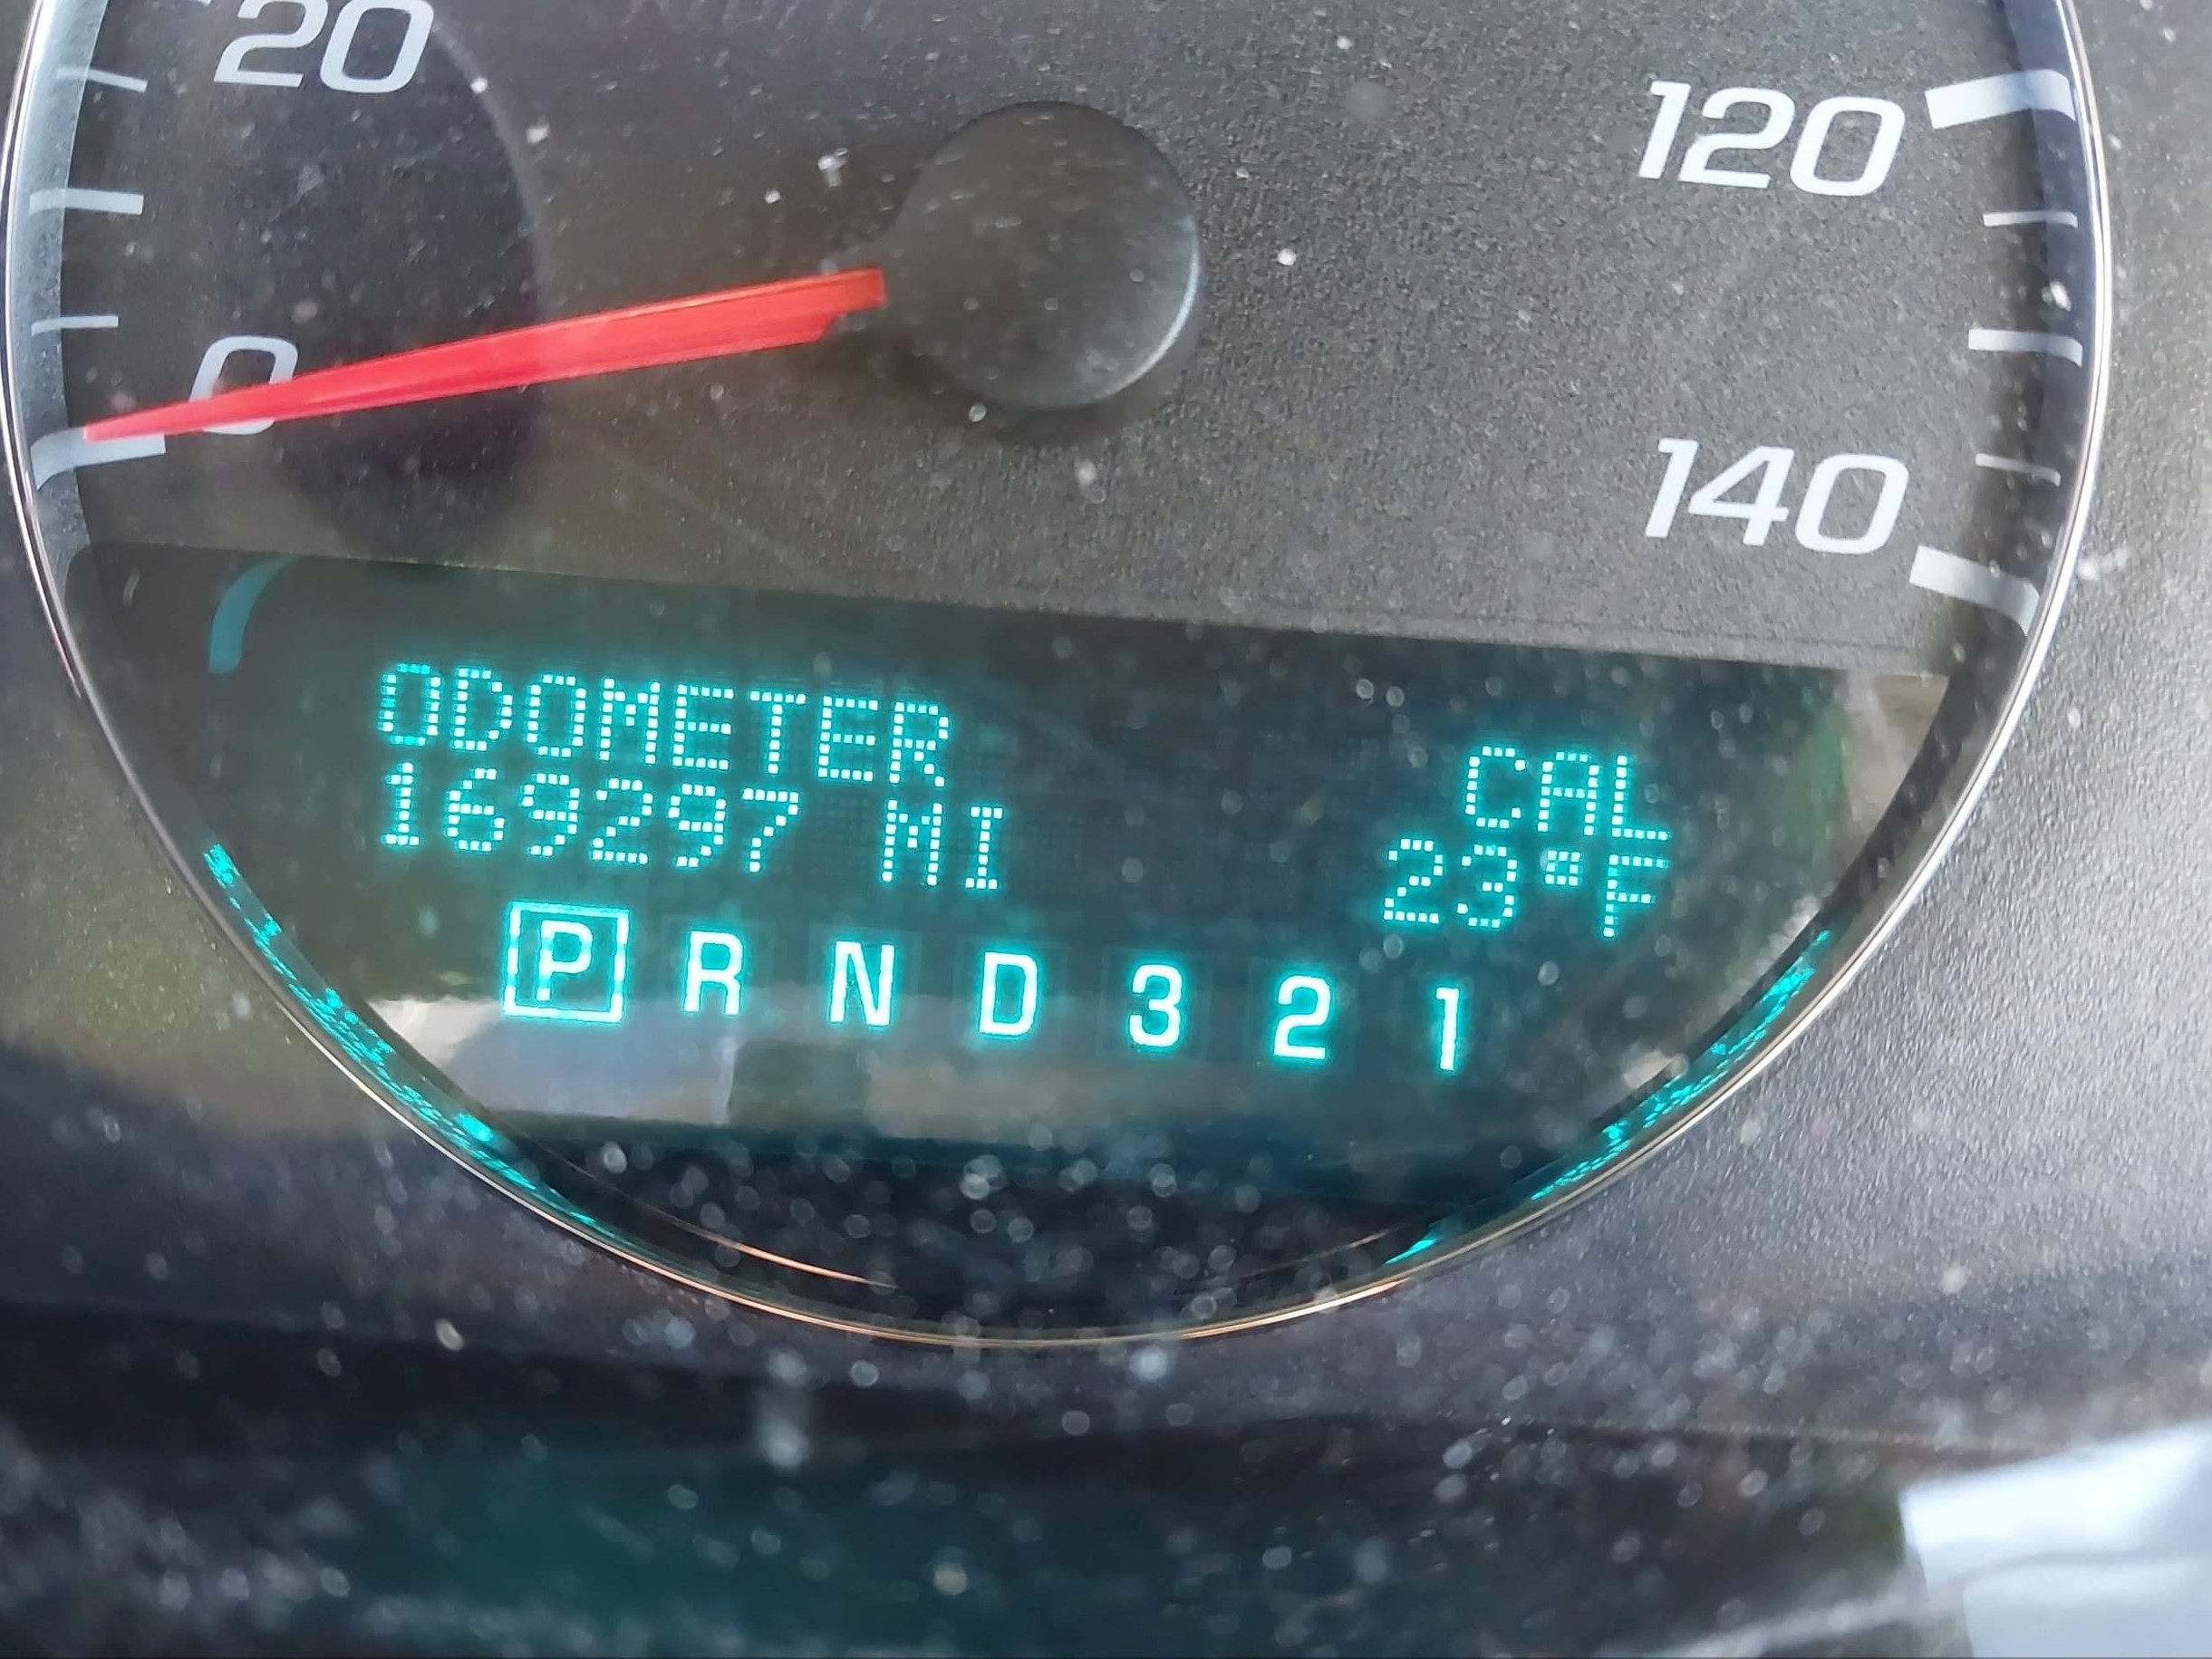 20
120
0
140
ODOMETER
169297 MI
CAL
23°F
P R N D 3 2 1